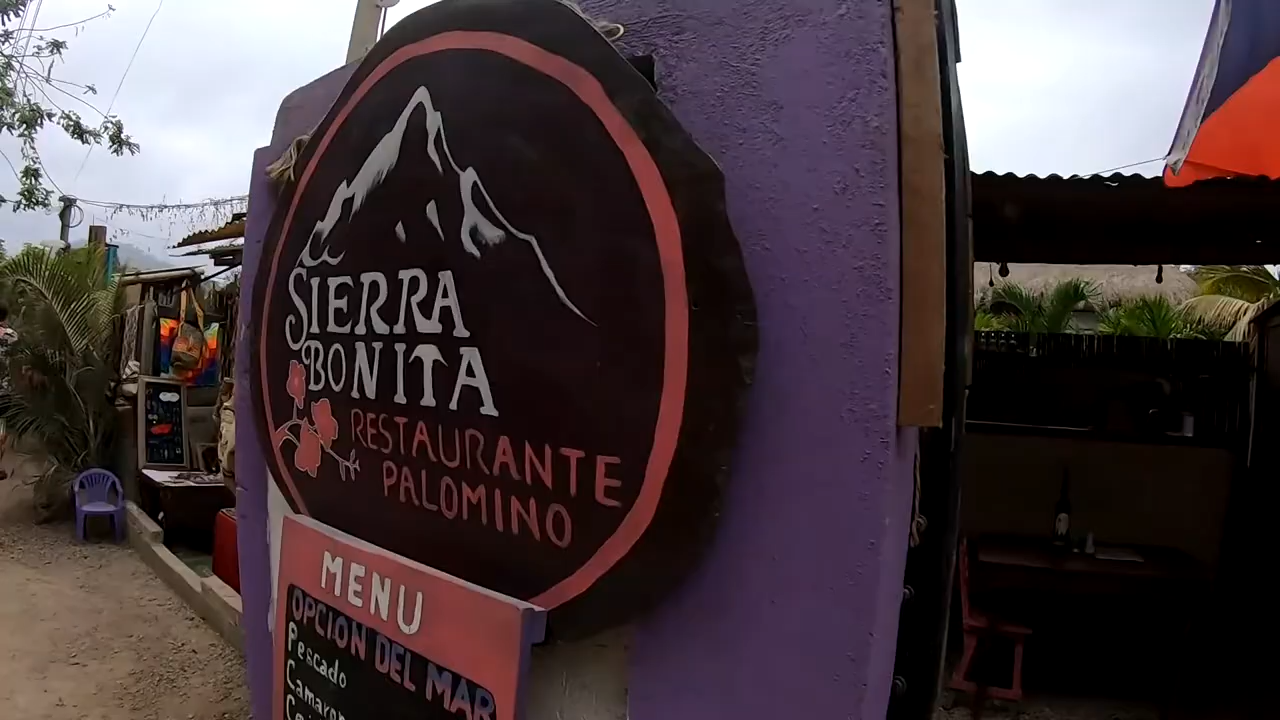 SIERRA
BONITA
RESTAURANTE
PALOMINO
MENU
OPCION DEL MAR
Pescado